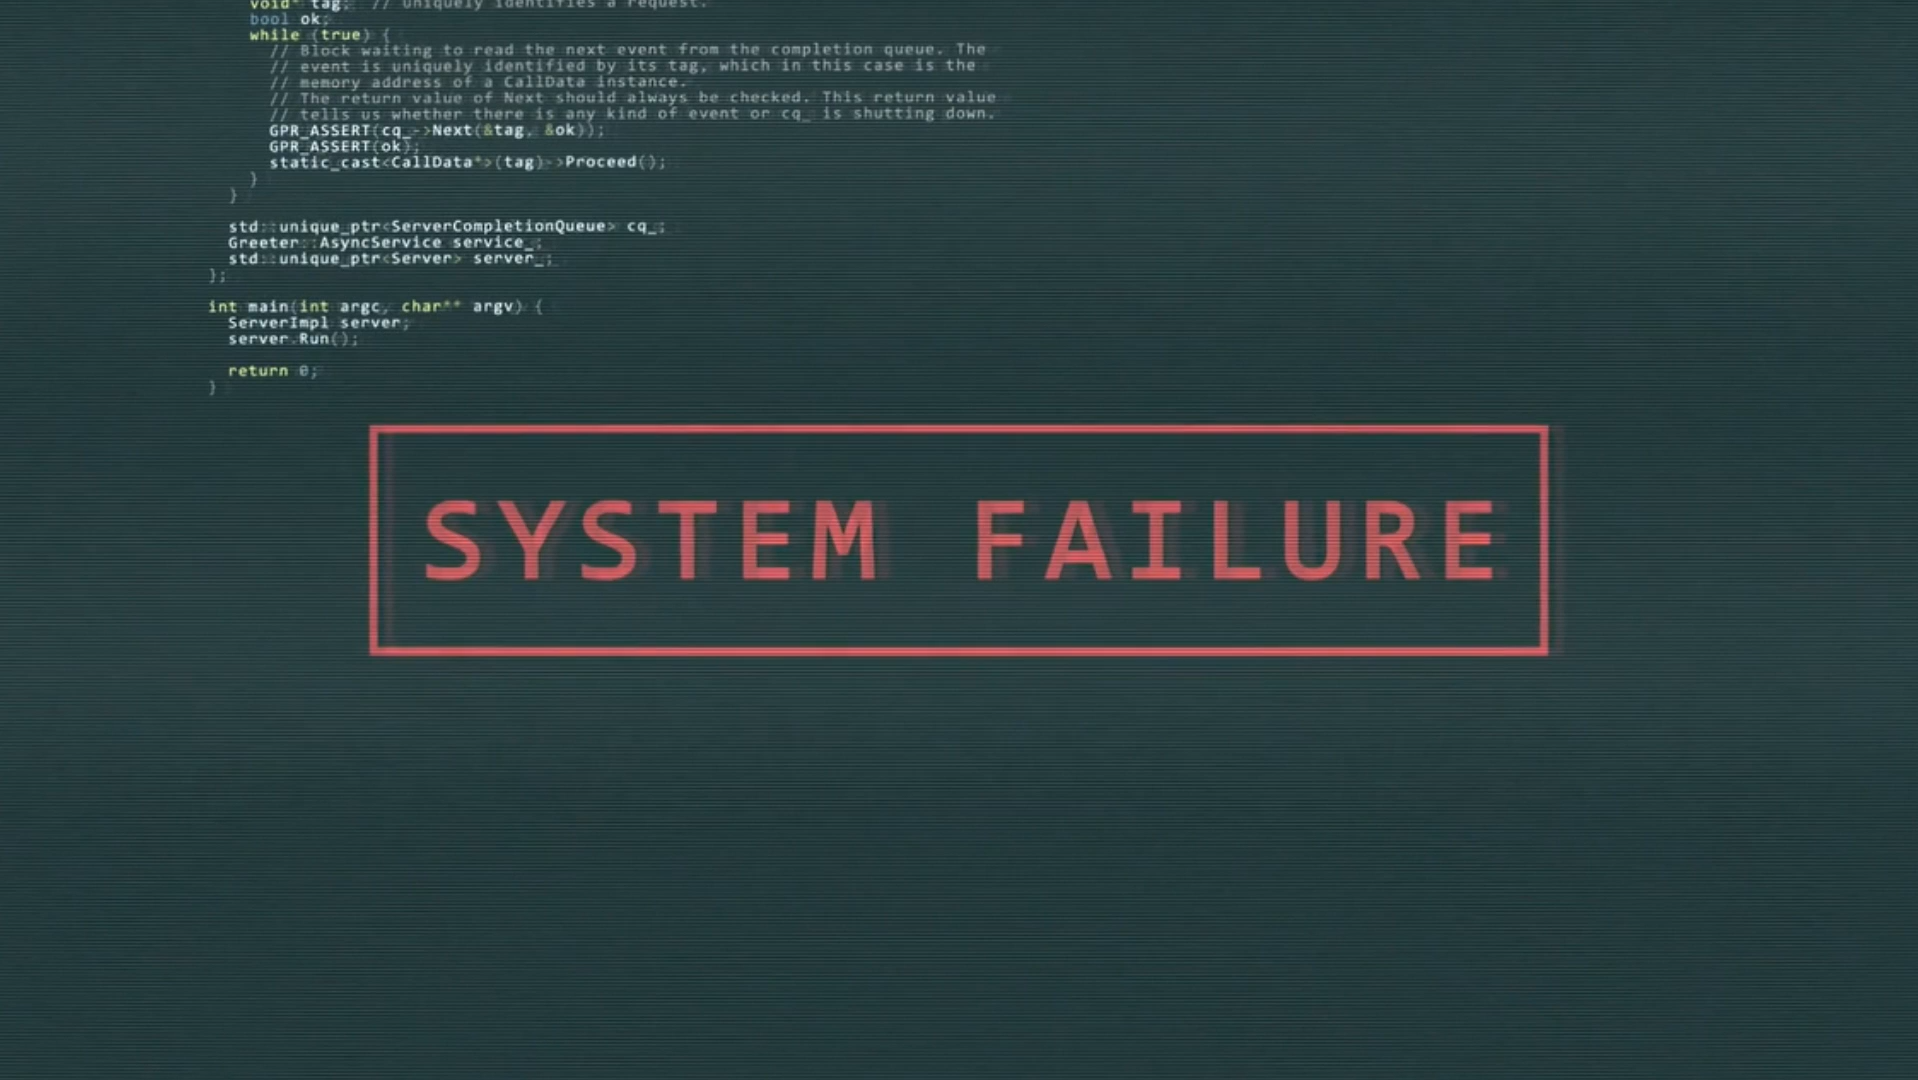 void* tag;  // uniquely identifies a request.
bool ok;
while (true) {
// Block waiting to read the next event from the completion queue. The
// event is uniquely identified by its tag, which in this case is the
// memory address of a CallData instance.
// The return value of Next should always be checked. This return value
// tells us whether there is any kind of event or cq_ is shutting down.
GPR_ASSERT(cq_->Next(&tag, &ok));
GPR_ASSERT(ok);
static_cast<CallData*>(tag)->Proceed();
}
}
std::unique_ptr<ServerCompletionQueue> cq_;
Greeter::AsyncService service_;
std::unique_ptr<Server> server_;
};
int main(int argc, char** argv) {
ServerImpl server;
server.Run();
return 0;
}
SYSTEM FAILURE